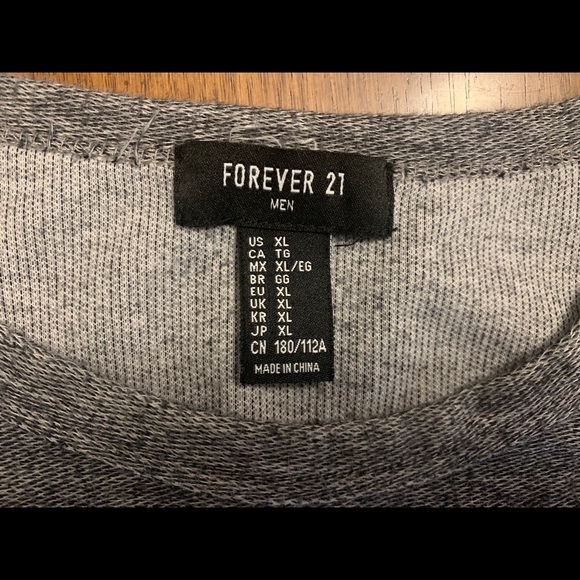 FOREVER 21
MEN
US XL
CA TG
MX XL/EG
BR GG
EU XL
UK XL
KR XL
JP XL
CN 180/112A
MADE IN CHINA